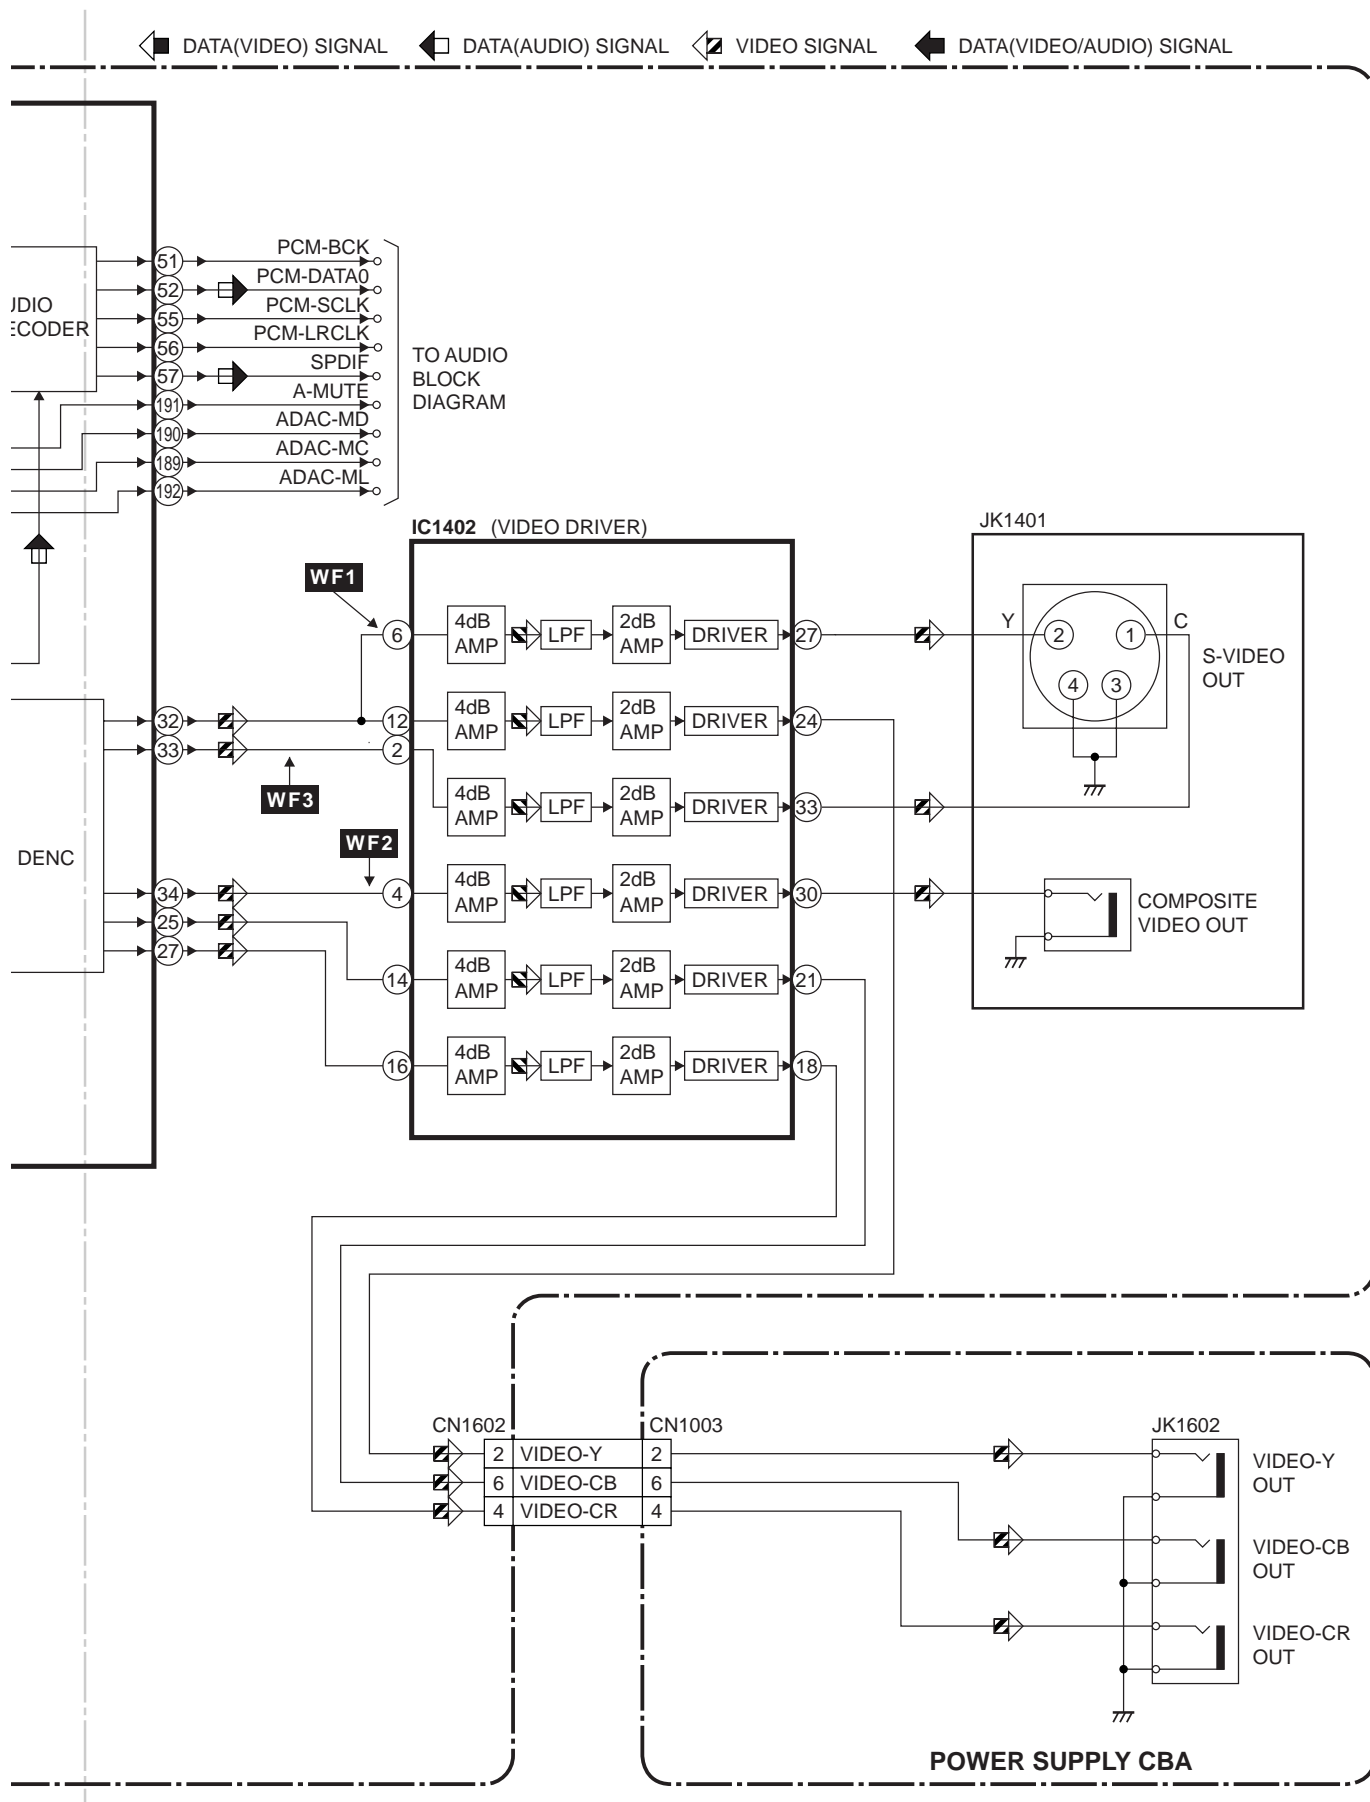 DATA(VIDEO) SIGNAL
DATA(AUDIO) SIGNAL
VIDEO SIGNAL
DATA(VIDEO/AUDIO) SIGNAL
51
PCM-BCK
52
PCM-DATA0
55
PCM-SCLK
56
PCM-LRCLK
57
SPDIF
191
A-MUTE
190
ADAC-MD
189
ADAC-MC
192
ADAC-ML
TO AUDIO
BLOCK
DIAGRAM
UDIO
ECODER
IC1402 (VIDEO DRIVER)
JK1401
WF1
6
4dB
AMP
LPF
2dB
AMP
DRIVER
27
Y
2
1
C
4
3
S-VIDEO
OUT
32
12
4dB
AMP
LPF
2dB
AMP
DRIVER
24
33
2
WF3
4dB
AMP
LPF
2dB
AMP
DRIVER
33
DENC
WF2
34
4
4dB
AMP
LPF
2dB
AMP
DRIVER
30
COMPOSITE
VIDEO OUT
25
27
14
4dB
AMP
LPF
2dB
AMP
DRIVER
21
16
4dB
AMP
LPF
2dB
AMP
DRIVER
18
CN1602
CN1003
JK1602
2 VIDEO-Y 2
6 VIDEO-CB 6
4 VIDEO-CR 4
VIDEO-Y
OUT
VIDEO-CB
OUT
VIDEO-CR
OUT
POWER SUPPLY CBA